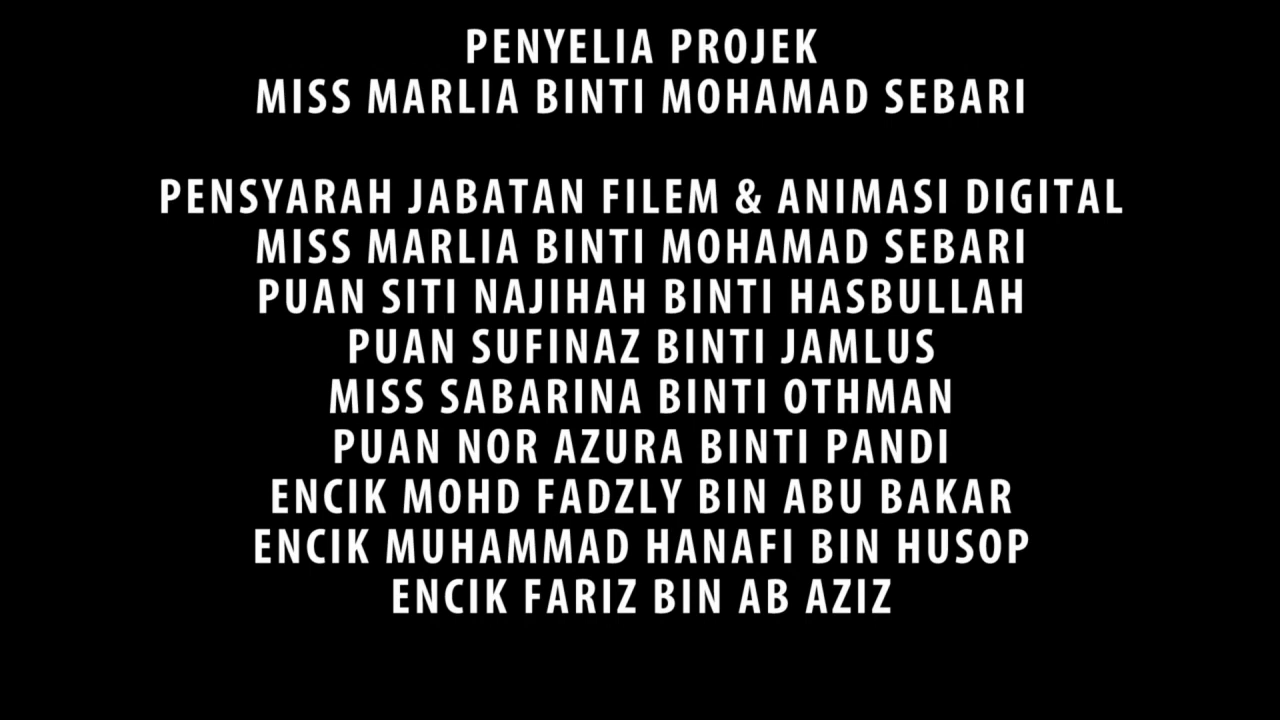 PENYELIA PROJEK
MISS MARLIA BINTI MOHAMAD SEBARI
PENSYARAH JABATAN FILEM & ANIMASI DIGITAL
MISS MARLIA BINTI MOHAMAD SEBARI
PUAN SITI NAJIHAH BINTI HASBULLAH
PUAN SUFINAZ BINTI JAMLUS
MISS SABARINA BINTI OTHMAN
PUAN NOR AZURA BINTI PANDI
ENCIK MOHD FADZLY BIN ABU BAKAR
ENCIK MUHAMMAD HANAFI BIN HUSOP
ENCIK FARIZ BIN AB AZIZ